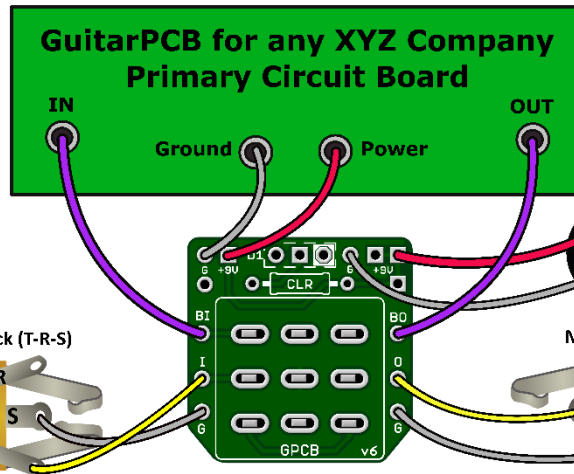 GuitarPCB for any XYZ Company
Primary Circuit Board
IN
OUT
Ground
Power
G
+9V
D1
G
+9V
CLR
BI
BO
ck (T-R-S)
R
I
O
M
S
G
G
GPCB
v6